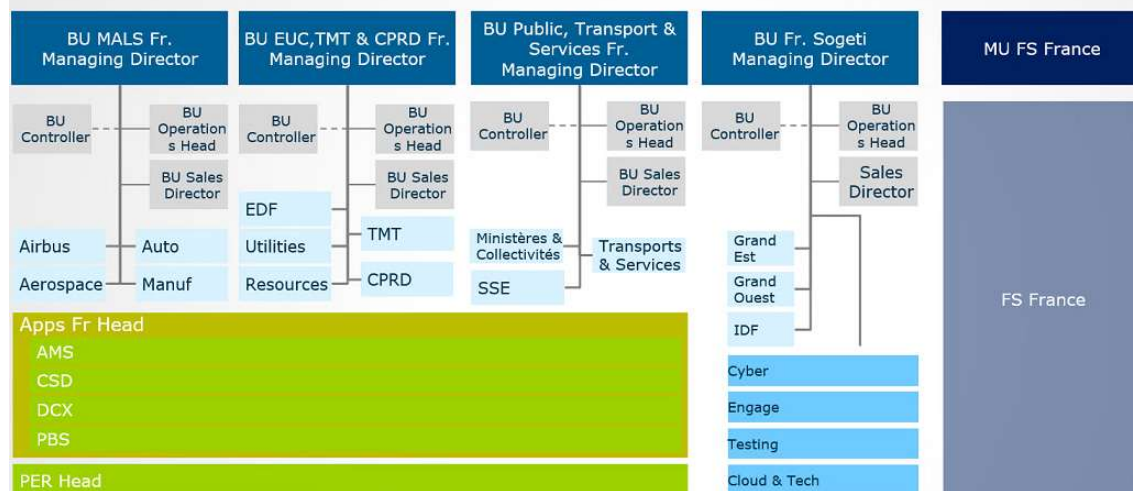 BU MALS Fr.
Managing Director
BU EUC,TMT & CPRD Fr.
Managing Director
BU Public, Transport &
Services Fr.
Managing Director
BU Fr. Sogeti
Managing Director
MU FS France
BU
Controller
BU
Operation
s Head
BU Sales
Director
Airbus
Auto
Aerospace
Manuf
BU
Controller
BU
Operation
s Head
BU Sales
Director
EDF
TMT
Utilities
CPRD
Resources
BU
Controller
BU
Operation
s Head
BU Sales
Director
Ministères &
Collectivités
Transports
& Services
SSE
BU
Controller
BU
Operation
s Head
Sales
Director
Grand
Est
Grand
Ouest
IDF
Cyber
Engage
Testing
Cloud & Tech
FS France
Apps Fr Head
AMS
CSD
DCX
PBS
PER Head